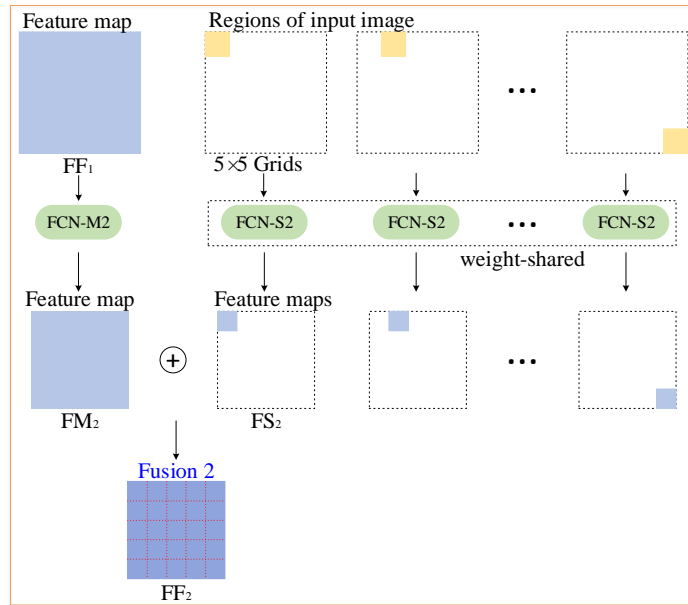 Feature map
Regions of input image
...
FF₁
5×5 Grids
FCN-M2
FCN-S2
FCN-S2
...
FCN-S2
weight-shared
Feature map
Feature maps
+
...
FM₂
FS₂
Fusion 2
FF₂